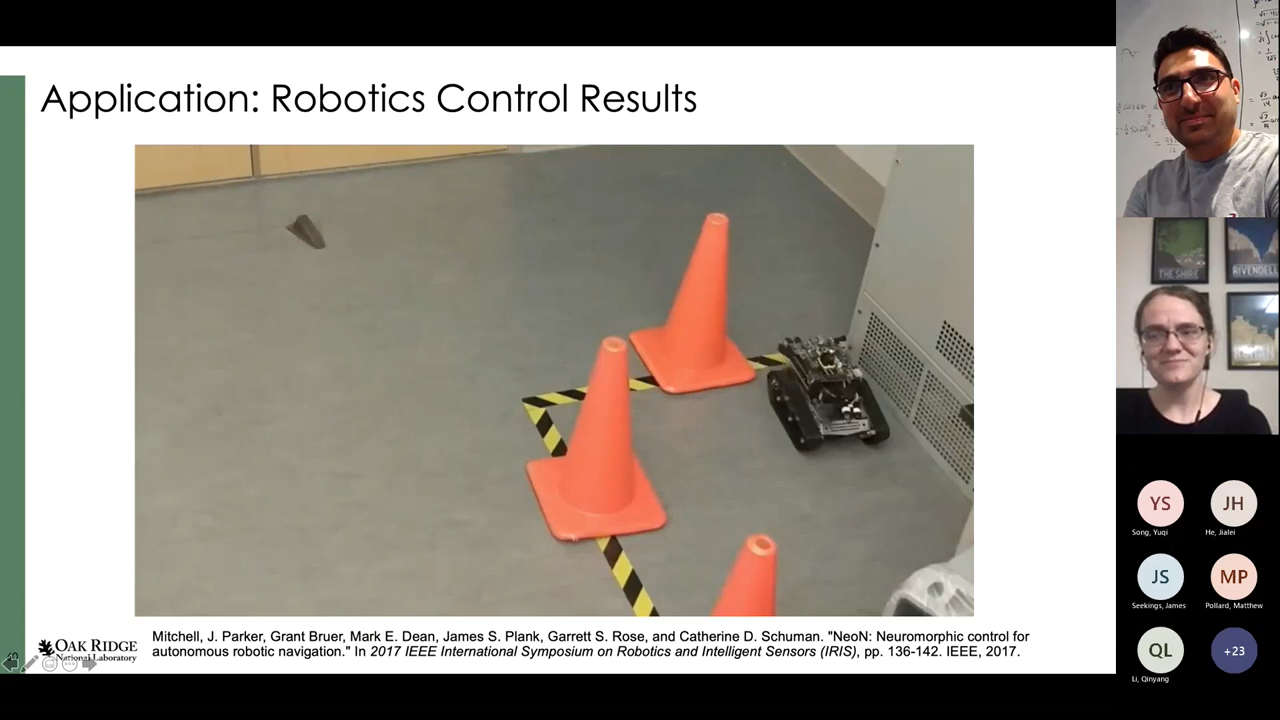 Application: Robotics Control Results
OAK RIDGE
National Laboratory
Mitchell, J. Parker, Grant Bruer, Mark E. Dean, James S. Plank, Garrett S. Rose, and Catherine D. Schuman. "NeoN: Neuromorphic control for
autonomous robotic navigation." In 2017 IEEE International Symposium on Robotics and Intelligent Sensors (IRIS), pp. 136-142. IEEE, 2017.
THE SHIRE
RIVENDELL
YS
Song, Yuqi
JH
He, Jialei
JS
Seekings, James
MP
Pollard, Matthew
QL
Li, Qinyang
+23